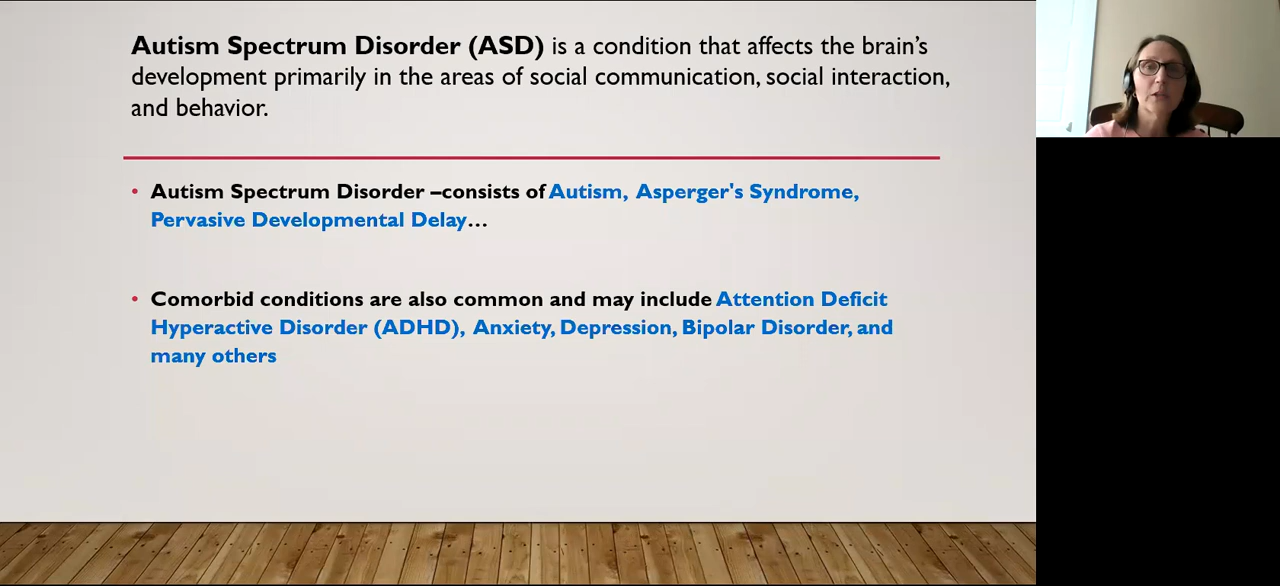 Autism Spectrum Disorder (ASD) is a condition that affects the brain’s
development primarily in the areas of social communication, social interaction,
and behavior.
• Autism Spectrum Disorder –consists of Autism, Asperger's Syndrome,
Pervasive Developmental Delay…
• Comorbid conditions are also common and may include Attention Deficit
Hyperactive Disorder (ADHD), Anxiety, Depression, Bipolar Disorder, and
many others